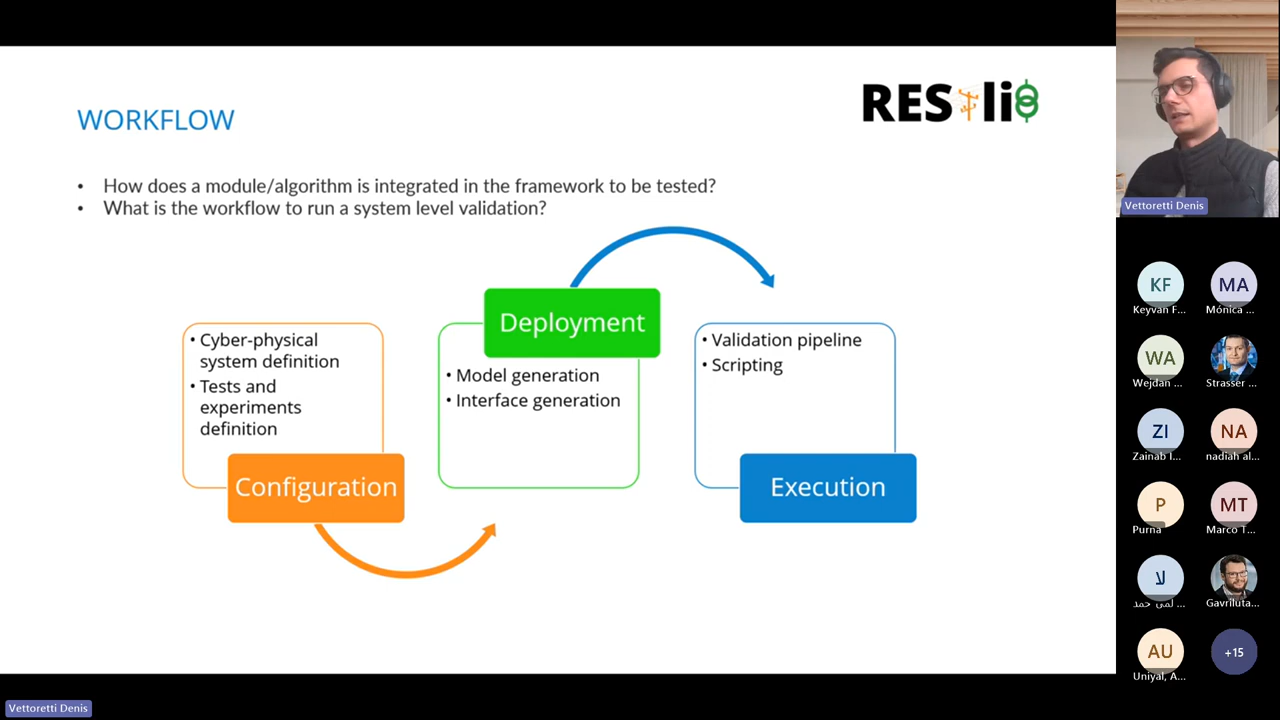 WORKFLOW
RESili8
• How does a module/algorithm is integrated in the framework to be tested?
• What is the workflow to run a system level validation?
• Cyber-physical
system definition
• Tests and
experiments
definition
Configuration
Deployment
• Model generation
• Interface generation
• Validation pipeline
• Scripting
Execution
Vettoretti Denis
KF
Keyvan F...
MA
Mónica ...
WA
Wejdan ...
Strasser ...
ZI
Zainab I...
NA
nadiah al...
P
Purna
MT
Marco T...
لا
لمى حمد ...
Gavriluta...
AU
Uniyal, A...
+15
Vettoretti Denis